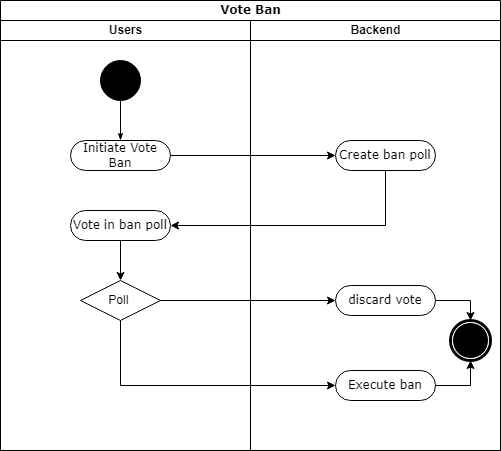 Vote Ban
Users
Backend
Initiate Vote
Ban
Create ban poll
Vote in ban poll
Poll
discard vote
Execute ban